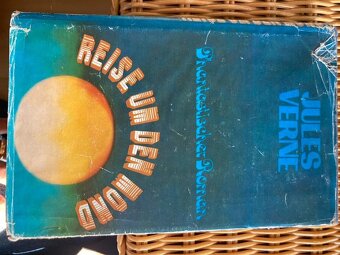 JULES
VERNE
Phantastischer Roman
REISE UM DEN MOND